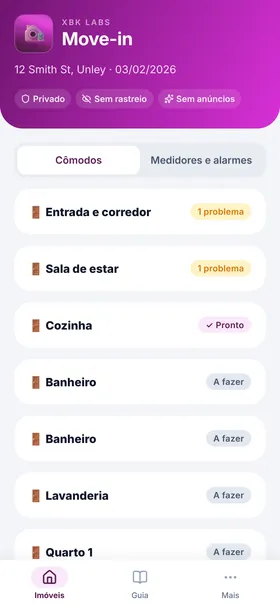 XBK LABS
Move-in
12 Smith St, Unley · 03/02/2026
Privado
Sem rastreio
Sem anúncios
Cômodos
Medidores e alarmes
Entrada e corredor
1 problema
Sala de estar
1 problema
Cozinha
✓ Pronto
Banheiro
A fazer
Banheiro
A fazer
Lavanderia
A fazer
Quarto 1
A fazer
Imóveis
Guia
Mais